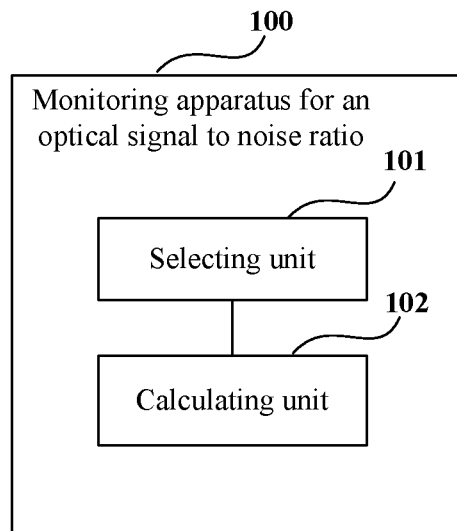 100
Monitoring apparatus for an
optical signal to noise ratio
101
Selecting unit
102
Calculating unit